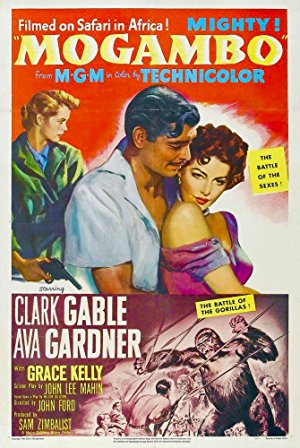 Filmed on Safari in Africa!
MIGHTY!
"MOGAMBO"
from M-G-M in Color by TECHNICOLOR
THE BATTLE
OF THE
SEXES!
Starring
CLARK GABLE
AVA GARDNER
THE BATTLE OF
THE GORILLAS!
With GRACE KELLY
Screen Play by JOHN LEE MAHIN
Directed by JOHN FORD
Produced by
SAM ZIMBALIST